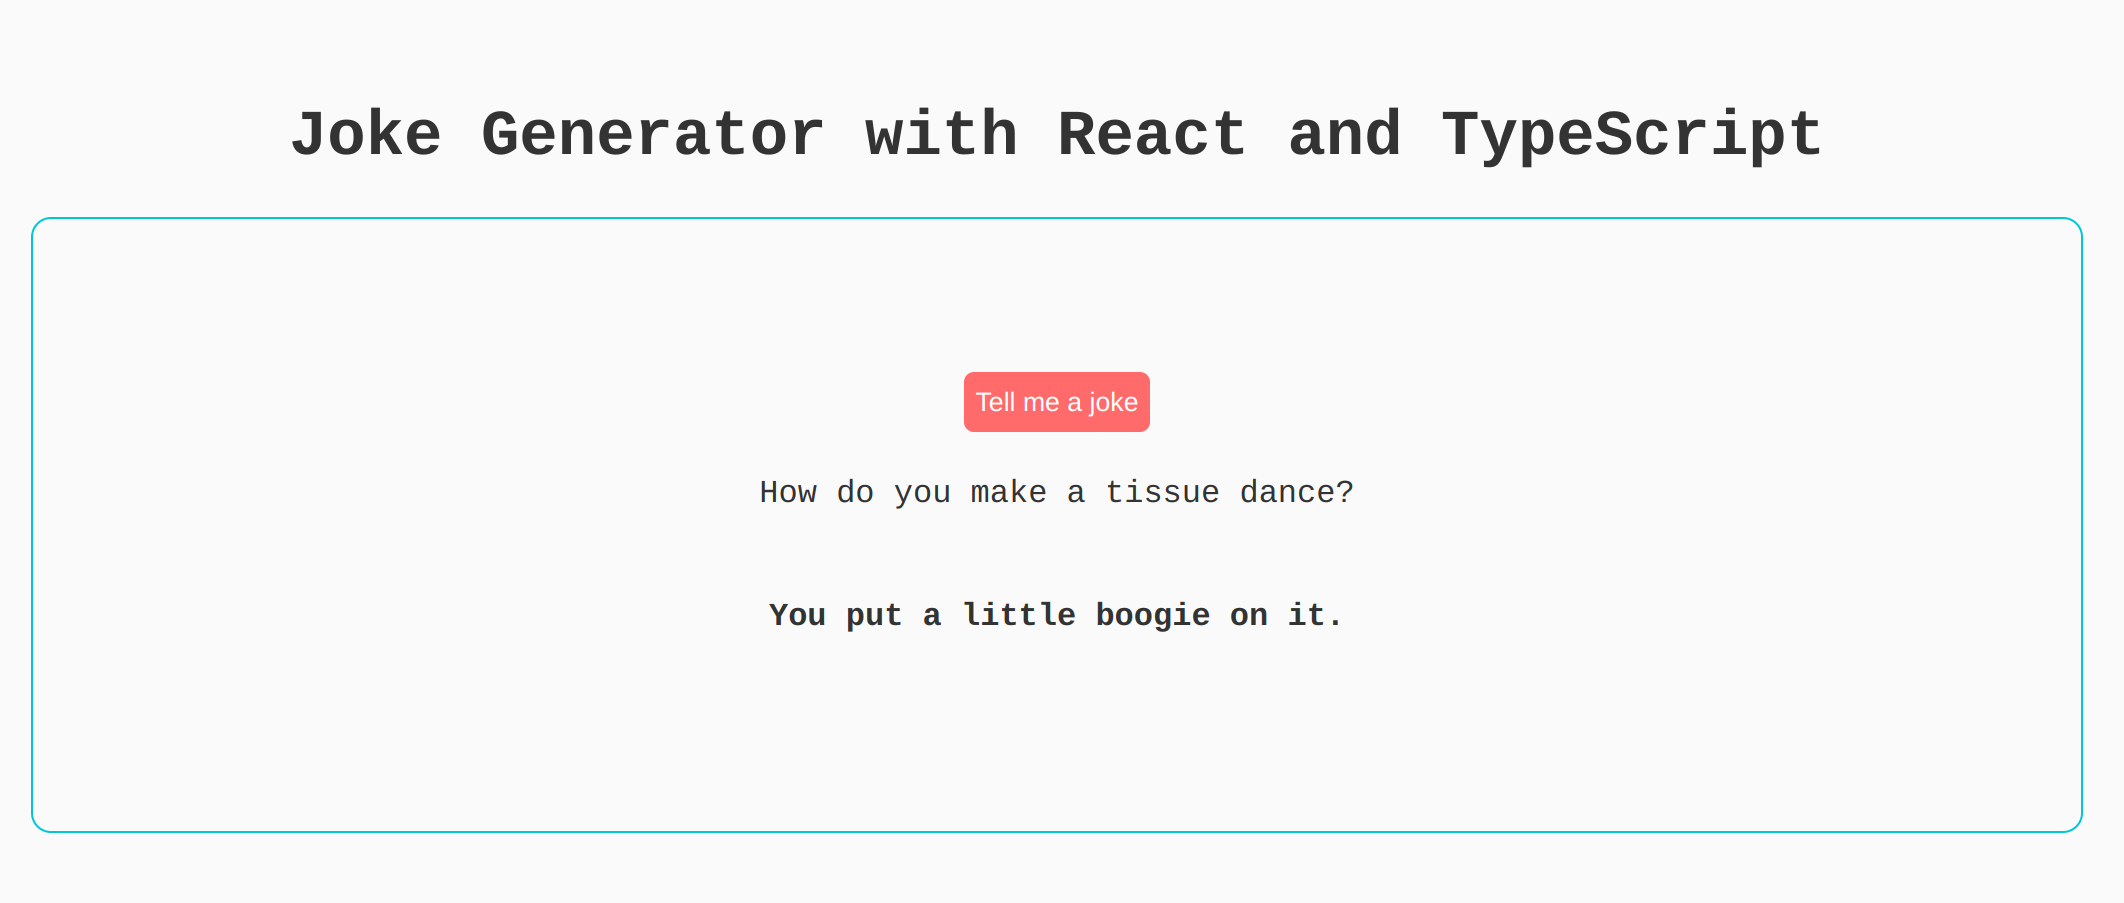 Joke Generator with React and TypeScript
Tell me a joke
How do you make a tissue dance?
You put a little boogie on it.